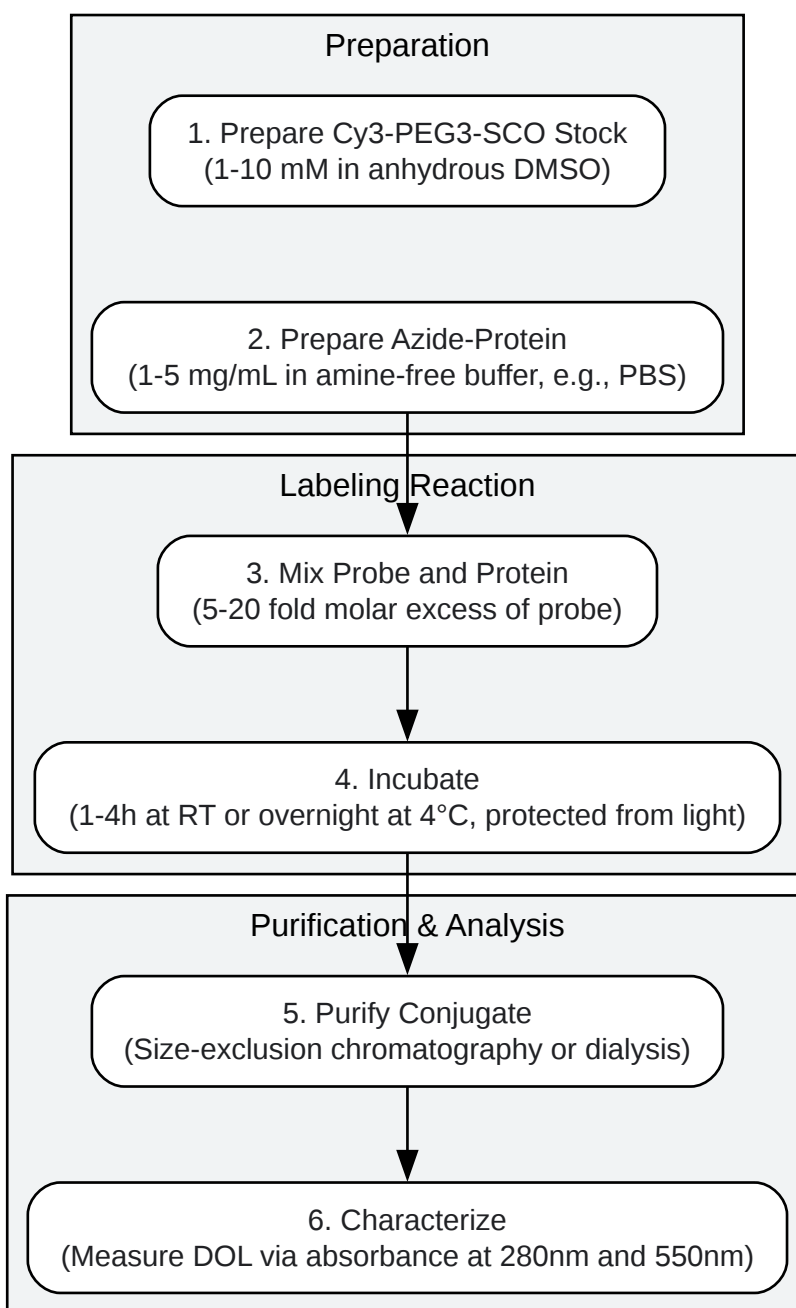 Preparation
1. Prepare Cy3-PEG3-SCO Stock
(1-10 mM in anhydrous DMSO)
2. Prepare Azide-Protein
(1-5 mg/mL in amine-free buffer, e.g., PBS)
Labeling Reaction
3. Mix Probe and Protein
(5-20 fold molar excess of probe)
4. Incubate
(1-4h at RT or overnight at 4°C, protected from light)
Purification & Analysis
5. Purify Conjugate
(Size-exclusion chromatography or dialysis)
6. Characterize
(Measure DOL via absorbance at 280nm and 550nm)